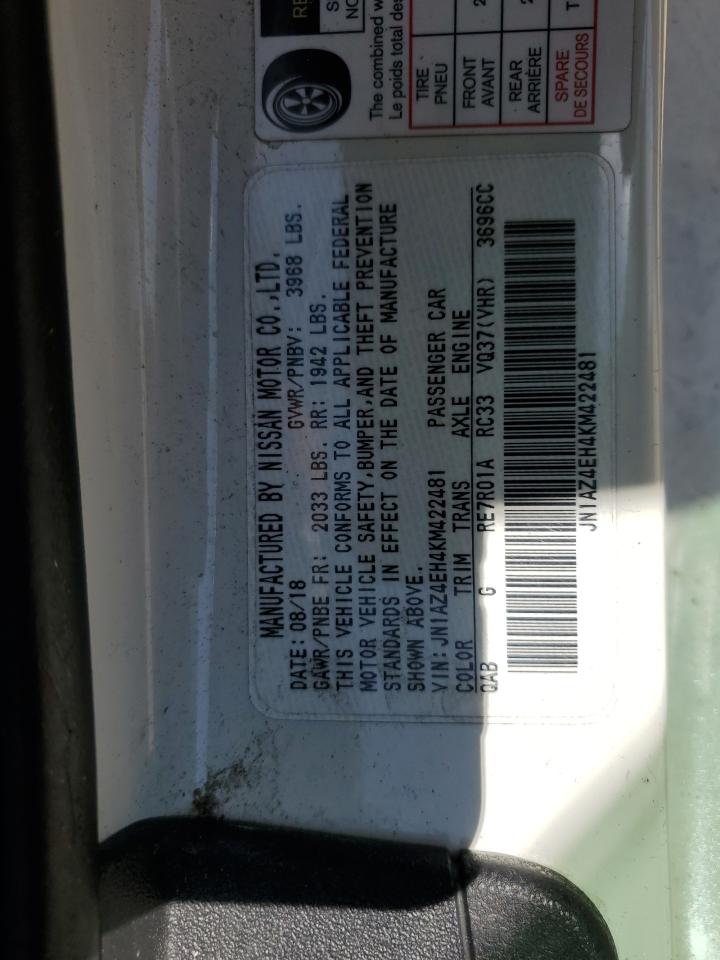 MANUFACTURED BY NISSAN MOTOR CO.,LTD.
DATE: 08/18 GVWR/PNBV: 3968 LBS.
GAWR/PNBE FR: 2033 LBS. RR: 1942 LBS.
THIS VEHICLE CONFORMS TO ALL APPLICABLE FEDERAL
MOTOR VEHICLE SAFETY,BUMPER,AND THEFT PREVENTION
STANDARDS IN EFFECT ON THE DATE OF MANUFACTURE
SHOWN ABOVE.
VIN: JN1AZ4EH4KM422481 PASSENGER CAR
COLOR TRIM TRANS AXLE ENGINE
QAB G RE7R01A RC33 VQ37(VHR) 3696CC
JN1AZ4EH4KM422481
The combined w
Le poids total des
TIRE
PNEU
FRONT
AVANT
REAR
ARRIÈRE
SPARE
DE SECOURS